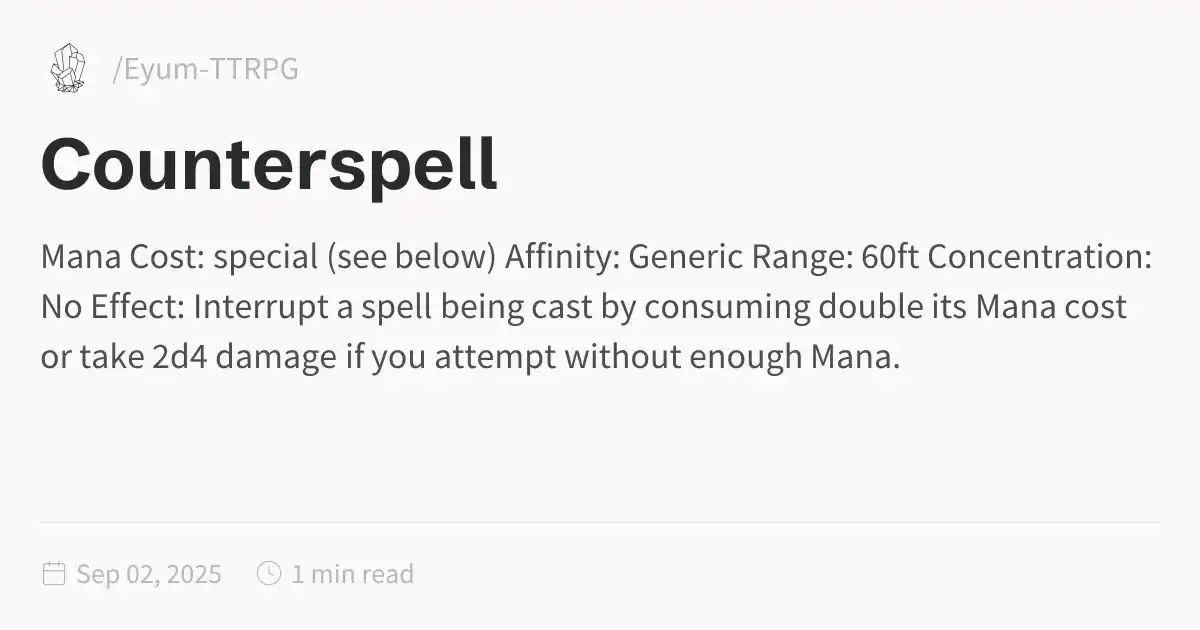 /Eyum-TTRPG
Counterspell
Mana Cost: special (see below) Affinity: Generic Range: 60ft Concentration:
No Effect: Interrupt a spell being cast by consuming double its Mana cost
or take 2d4 damage if you attempt without enough Mana.
Sep 02, 2025 1 min read